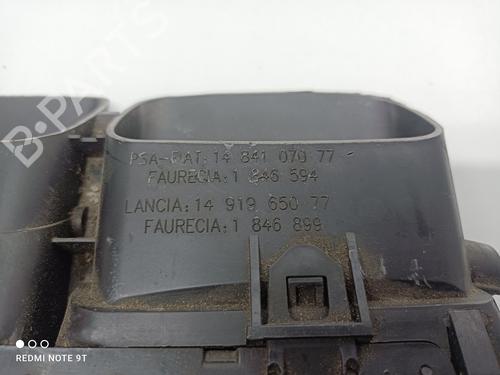 B-PARTS
PSA-FIAT:14 841 070 77
FAURECIA:1 846 594
LANCIA:14 919 650 77
FAURECIA:1 846 899
REDMI NOTE 9T